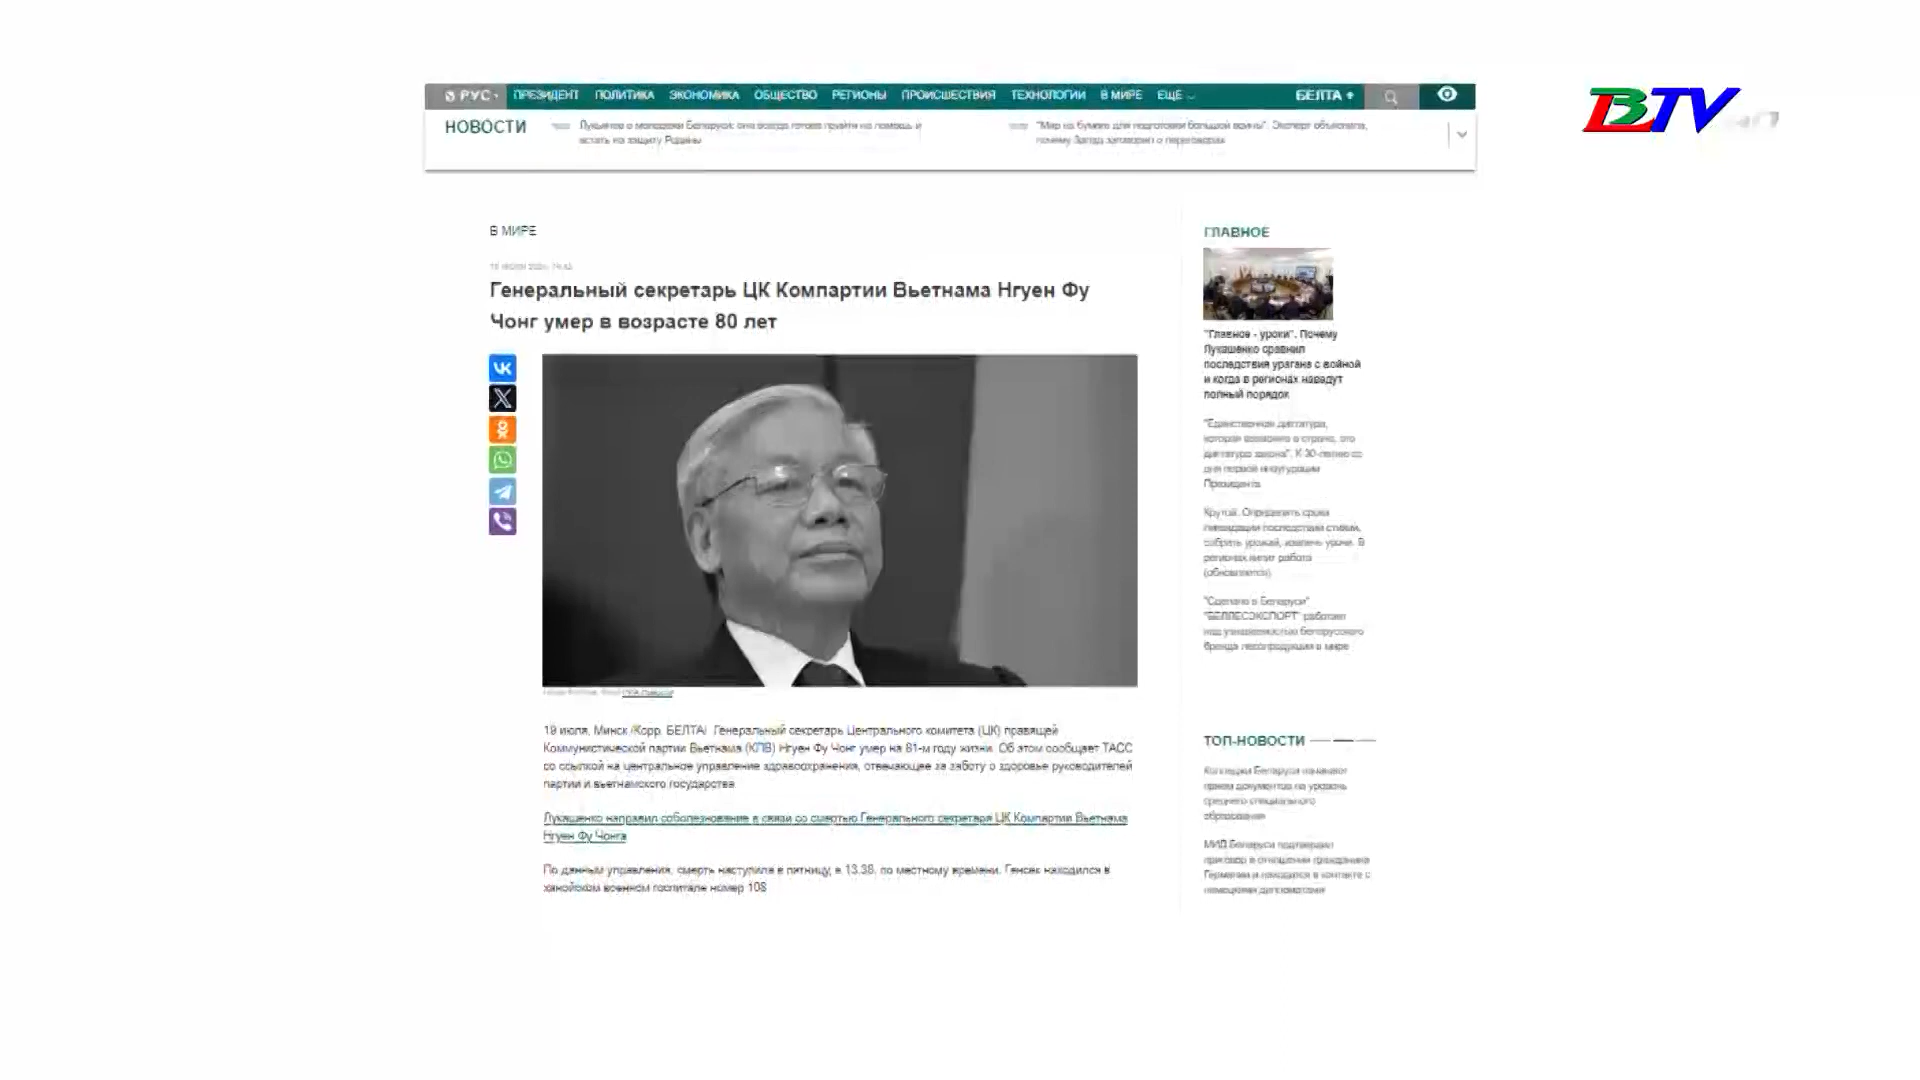 BTV
РУС
ПРЕЗИДЕНТ ПОЛИТИКА ЭКОНОМИКА ОБЩЕСТВО РЕГИОНЫ ПРОИСШЕСТВИЯ ТЕХНОЛОГИИ В МИРЕ ЕЩЕ БЕЛТА +
НОВОСТИ
Лукьянов о молодежи Беларуси: она всегда готова прийти на помощь и
встать на защиту Родины
"Мир на бумаге для подготовки большой войны". Эксперт объяснила,
почему Запад заговорил о переговорах
В МИРЕ
Генеральный секретарь ЦК Компартии Вьетнама Нгуен Фу
Чонг умер в возрасте 80 лет
19 июля, Минск /Корр. БЕЛТА/. Генеральный секретарь Центрального комитета (ЦК) правящей
Коммунистической партии Вьетнама (КПВ) Нгуен Фу Чонг умер на 81-м году жизни. Об этом сообщает ТАСС
со ссылкой на центральное управление здравоохранения, отвечающее за заботу о здоровье руководителей
партии и вьетнамского государства.
Лукашенко направил соболезнование в связи со смертью Генерального секретаря ЦК Компартии Вьетнама
Нгуен Фу Чонга
По данным управления, смерть наступила в пятницу, в 13.38, по местному времени. Генсек находился в
ханойском военном госпитале номер 108
ГЛАВНОЕ
"Главное - уроки". Почему
Лукашенко сравнил
последствия урагана с войной
и когда в регионах наведут
полный порядок
"Единственная диктатура,
которая возможна в стране, это
диктатура закона". К 30-летию со
дня первой инаугурации
Президента
Крутой. Определить сроки
ликвидации последствий стихии,
собрать урожай, извлечь уроки. В
регионах кипит работа
(обновляется)
"Сделано в Беларуси"
"БЕЛЛЕСЭКСПОРТ" работает
над узнаваемостью белорусского
бренда лесопродукции в мире
ТОП-НОВОСТИ
Колледжи Беларуси начинают
прием документов на уровень
среднего специального
образования
МИД Беларуси подтвердил
приговор в отношении гражданина
Германии и находился в контакте с
немецкими дипломатами